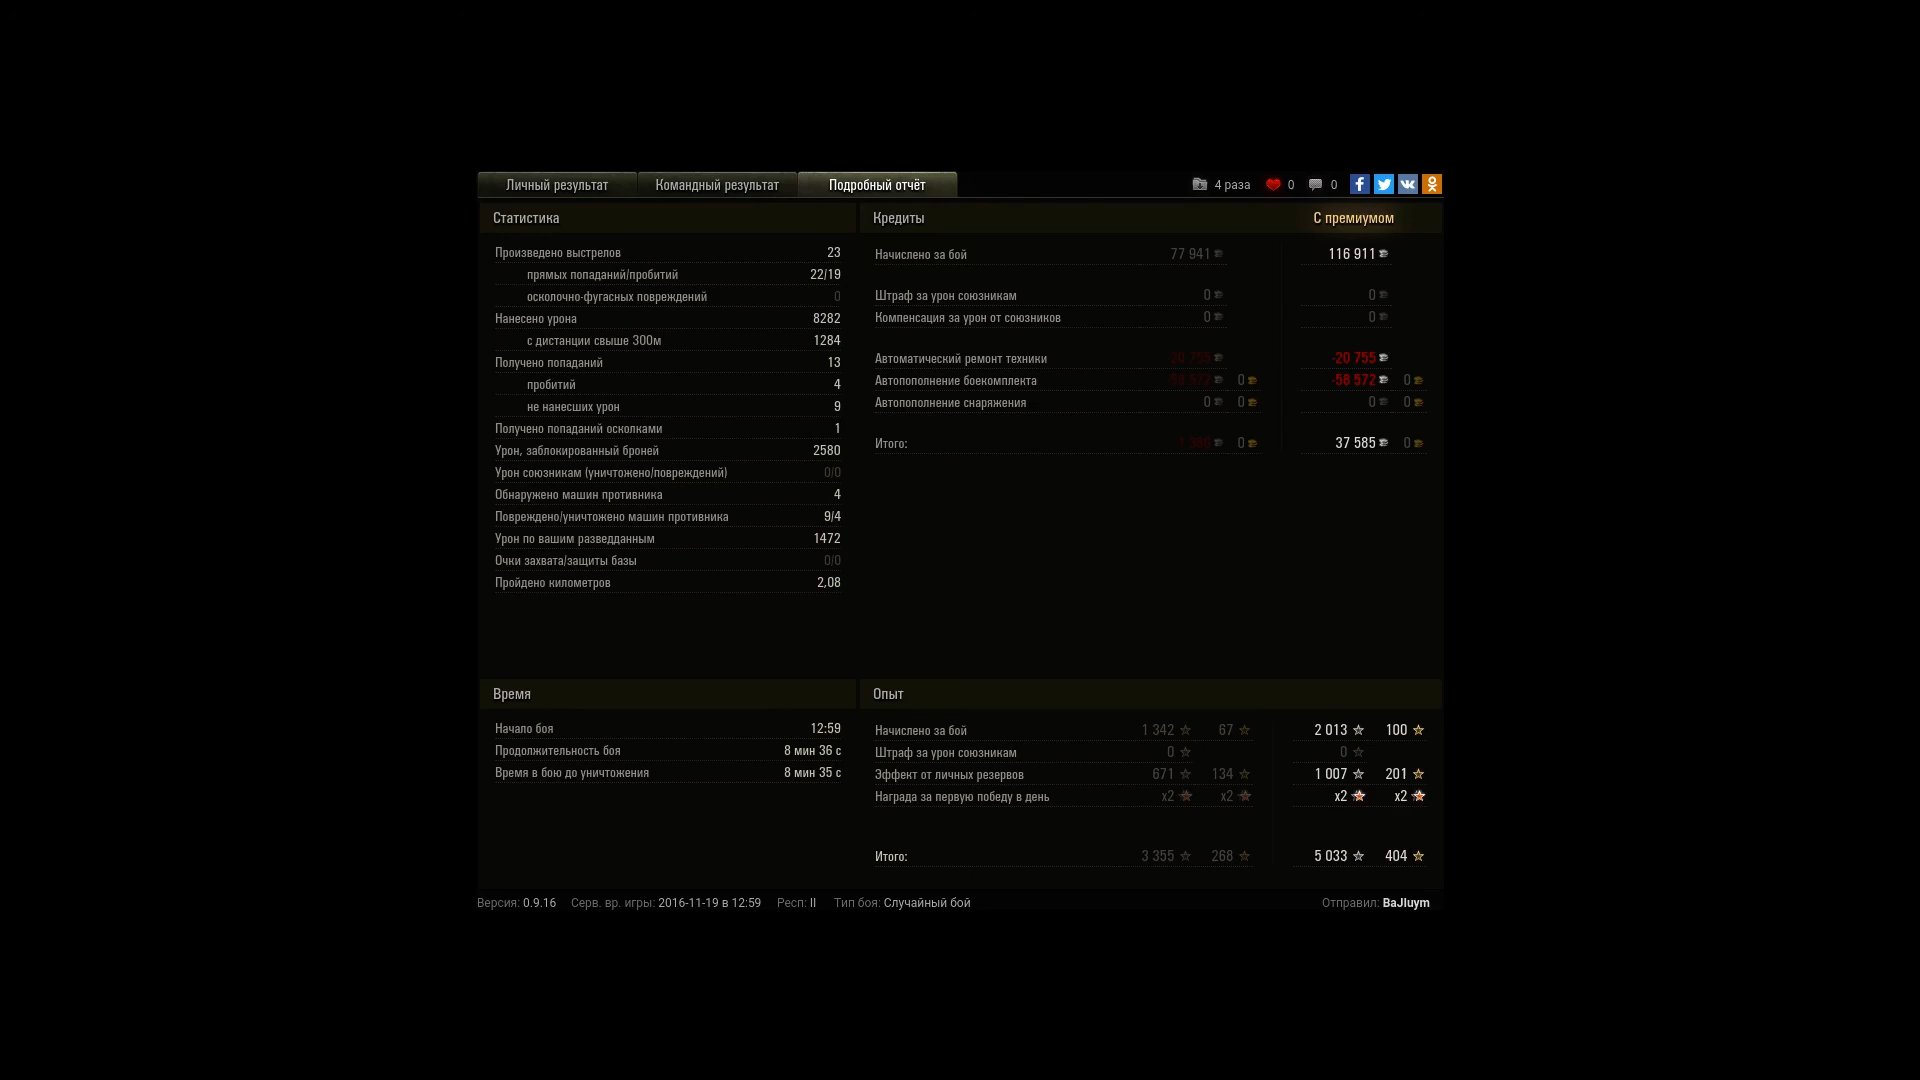 Личный результат Командный результат Подробный отчёт 4 раза 0 0
Статистика
Произведено выстрелов 23
прямых попаданий/пробитий 22/19
осколочно-фугасных повреждений 0
Нанесено урона 8282
с дистанции свыше 300м 1284
Получено попаданий 13
пробитий 4
не нанесших урон 9
Получено попаданий осколками 1
Урон, заблокированный броней 2580
Урон союзникам (уничтожено/повреждений) 0/0
Обнаружено машин противника 4
Повреждено/уничтожено машин противника 9/4
Урон по вашим разведданным 1472
Очки захвата/защиты базы 0/0
Пройдено километров 2,08
Кредиты С премиумом
Начислено за бой 77 941 116 911
Штраф за урон союзникам 0 0
Компенсация за урон от союзников 0 0
Автоматический ремонт техники -20 755 -20 755
Автопополнение боекомплекта -58 572 0 -58 572 0
Автопополнение снаряжения 0 0 0 0
Итого: -1 386 0 37 585 0
Время
Начало боя 12:59
Продолжительность боя 8 мин 36 с
Время в бою до уничтожения 8 мин 35 с
Опыт
Начислено за бой 1 342 67 2 013 100
Штраф за урон союзникам 0 0
Эффект от личных резервов 671 134 1 007 201
Награда за первую победу в день x2 x2 x2 x2
Итого: 3 355 268 5 033 404
Версия: 0.9.16 Серв. вр. игры: 2016-11-19 в 12:59 Респ: II Тип боя: Случайный бой Отправил: BaJluym